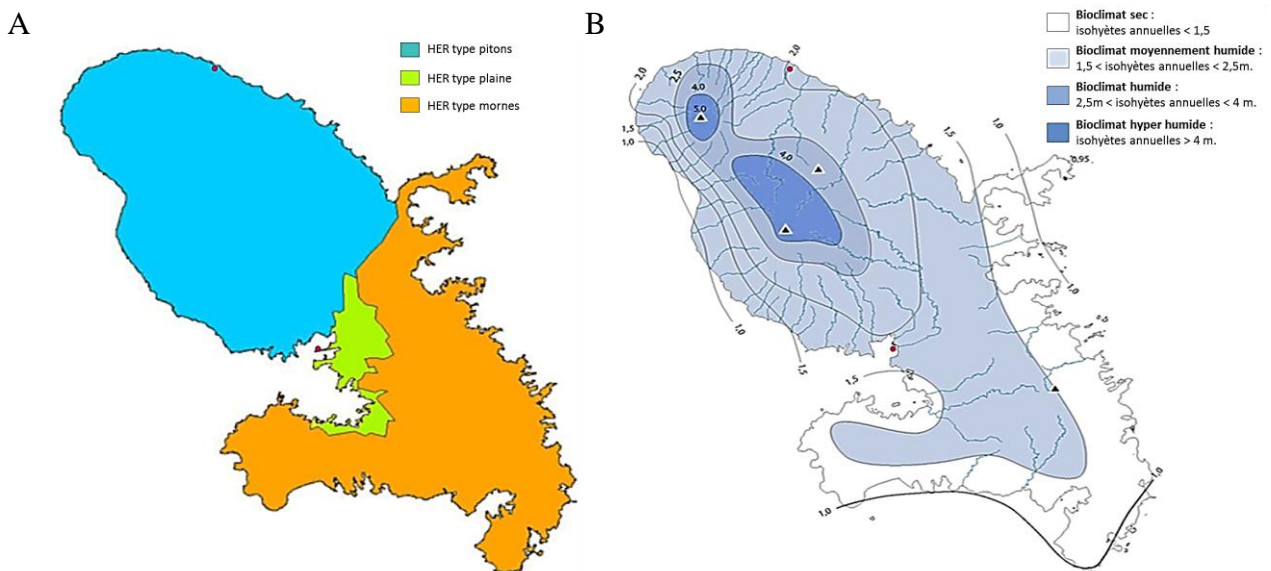 A
HER type pitons
HER type plaine
HER type mornes
B
Bioclimat sec :
isohyètes annuelles < 1,5
Bioclimat moyennement humide :
1,5 < isohyètes annuelles < 2,5m.
Bioclimat humide :
2,5m < isohyètes annuelles < 4 m.
Bioclimat hyper humide :
isohyètes annuelles > 4 m.
2,0
2,5
2,0
4,0
5,0
1,5
1,0
4,0
1,5
1,0
0,95
1,0
1,0
1,5
1,5
1,0
1,0